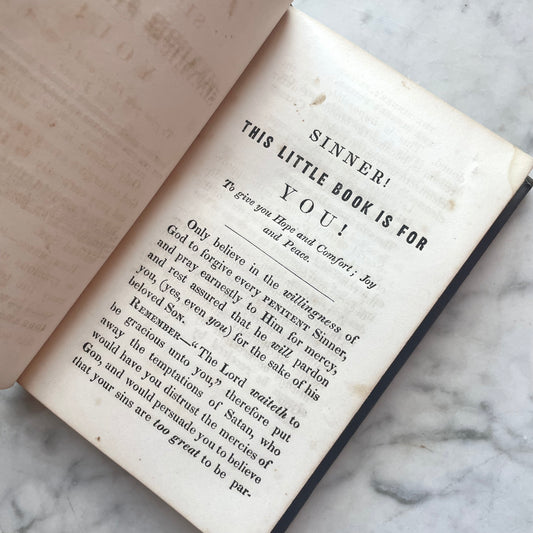 SINNER!
THIS LITTLE BOOK IS FOR
YOU!
To give you Hope and Comfort; Joy
and Peace.
Only believe in the willingness of
God to forgive every PENITENT Sinner,
and pray earnestly to Him for mercy,
and rest assured, that he will pardon
you, (yes, even you) for the sake of his
beloved SON.
REMEMBER—"The Lord waiteth to
be gracious unto you," therefore put
away the temptations of Satan, who
would have you distrust the mercies of
GOD, and would persuade you to believe
that your sins are too great to be par-